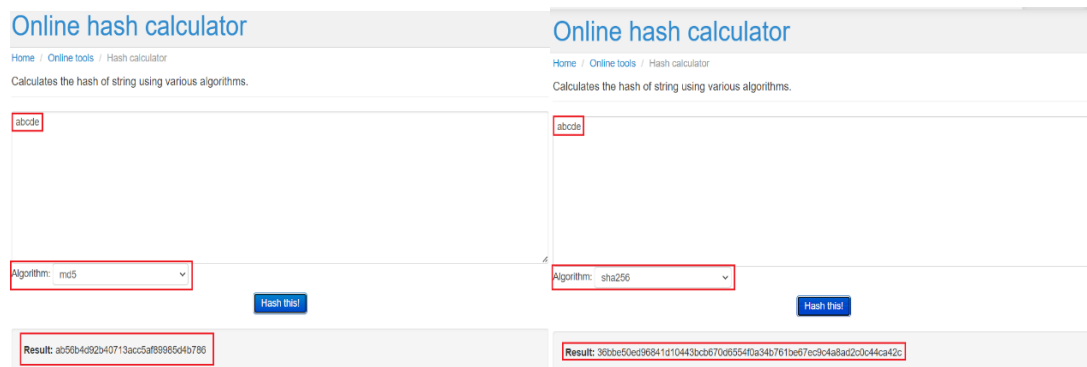 Online hash calculator
Home / Online tools / Hash calculator
Calculates the hash of string using various algorithms.
abcde
Algorithm: md5
Hash this!
Result: ab56b4d92b40713acc5af89985d4b786
Online hash calculator
Home / Online tools / Hash calculator
Calculates the hash of string using various algorithms.
abcde
Algorithm: sha256
Hash this!
Result: 36bbe50ed96841d10443bcb670d6554f0a34b761be67ec9c4a8ad2c0c44ca42c